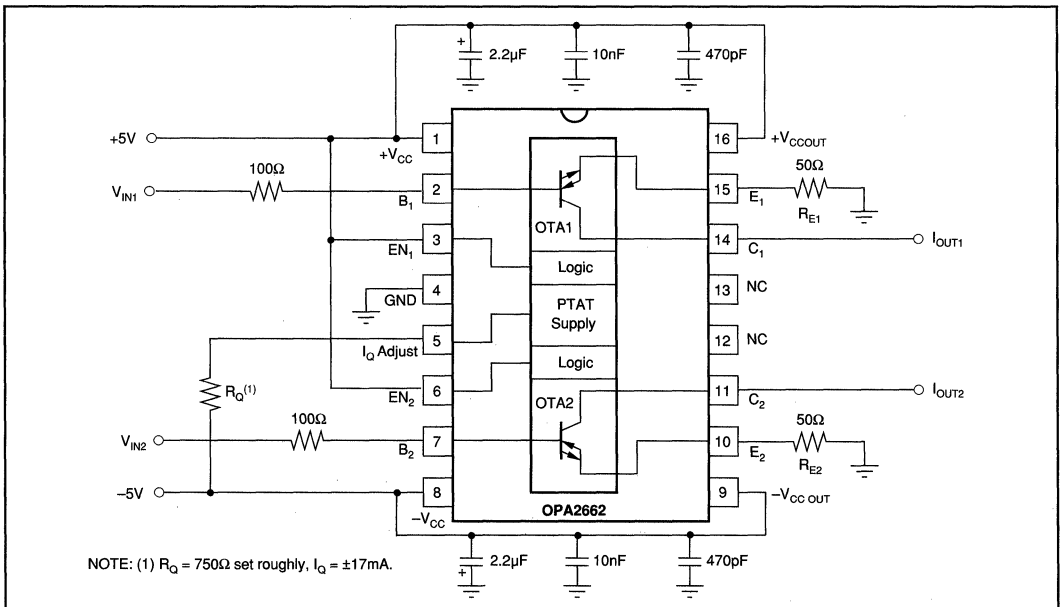 + 2.2µF 10nF 470pF
+5V
1
+VCC
16
+VCCOUT
100Ω
50Ω
VIN1
2
B1
15
E1
RE1
OTA1
3
EN1
14
C1
IOUT1
Logic
4
GND
13
NC
PTAT
Supply
5
IQ Adjust
12
NC
Logic
RQ(1)
6
EN2
11
C2
IOUT2
OTA2
100Ω
50Ω
VIN2
7
B2
10
E2
RE2
–5V
8
–VCC
9
–VCC OUT
OPA2662
2.2µF 10nF 470pF
+
NOTE: (1) RQ = 750Ω set roughly, IQ = ±17mA.